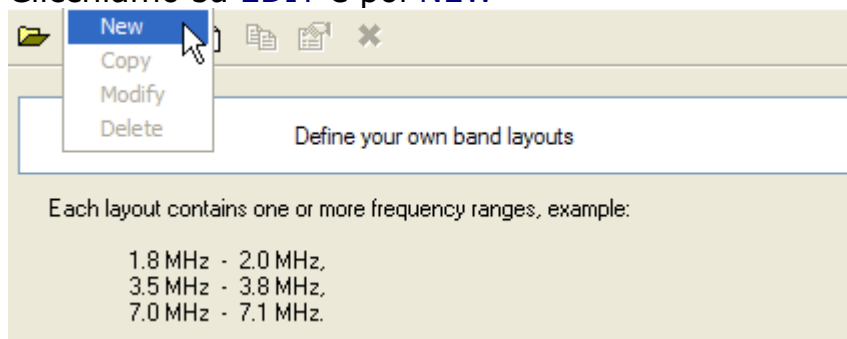 Clicchiamo su EDIT e poi NEW
New
Copy
Modify
Delete
Define your own band layouts
Each layout contains one or more frequency ranges, example:
1.8 MHz - 2.0 MHz,
3.5 MHz - 3.8 MHz,
7.0 MHz - 7.1 MHz.